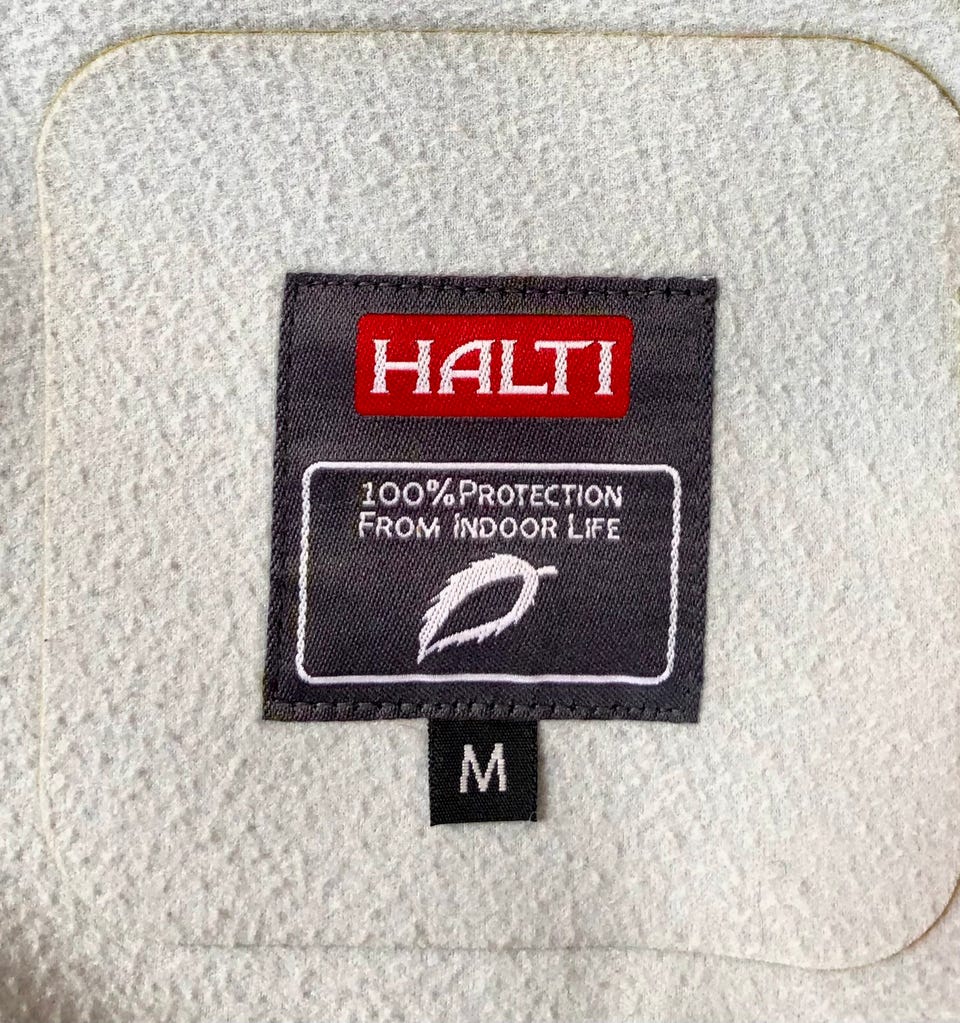 HALTI
100% PROTECTION
FROM INDOOR LIFE
M